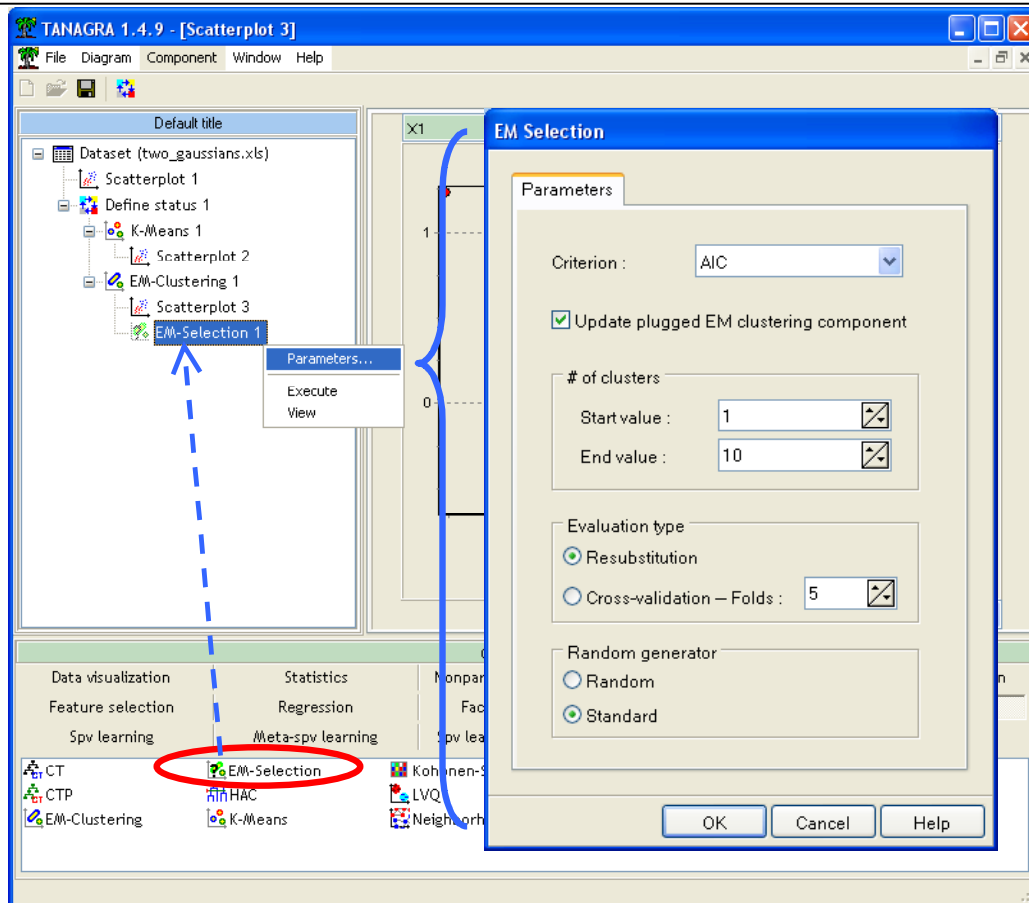 TANAGRA 1.4.9 - [Scatterplot 3]
File Diagram Component Window Help
Default title
Dataset (two_gaussians.xls)
Scatterplot 1
Define status 1
K-Means 1
Scatterplot 2
EM-Clustering 1
Scatterplot 3
EM-Selection 1
Parameters...
Execute
View
X1
1
0
EM Selection
Parameters
Criterion : AIC
Update plugged EM clustering component
# of clusters
Start value : 1
End value : 10
Evaluation type
Resubstitution
Cross-validation – Folds : 5
Random generator
Random
Standard
OK Cancel Help
Data visualization Statistics
Feature selection Regression
Spv learning Meta-spv learning
CT EM-Selection
CTP HAC LVQ
EM-Clustering K-Means